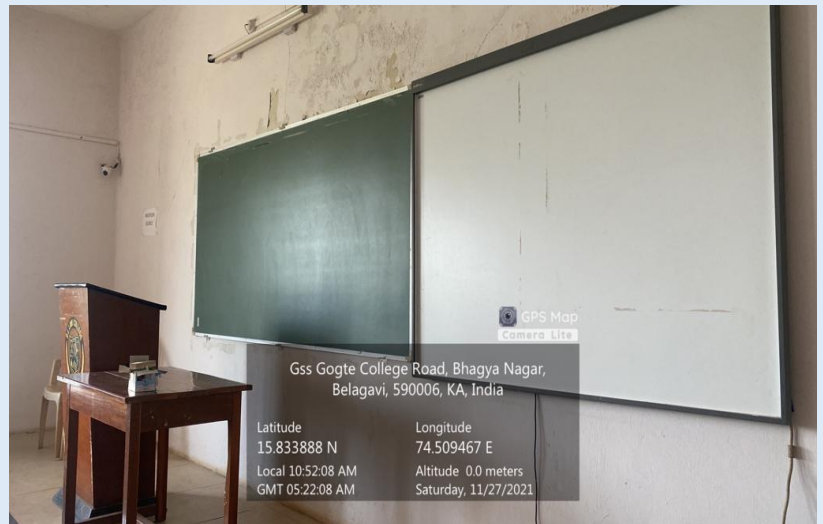 GPS Map
Camera Lite
Gss Gogte College Road, Bhagya Nagar,
Belagavi, 590006, KA, India
Latitude
15.833888 N
Longitude
74.509467 E
Local 10:52:08 AM
GMT 05:22:08 AM
Altitude 0.0 meters
Saturday, 11/27/2021